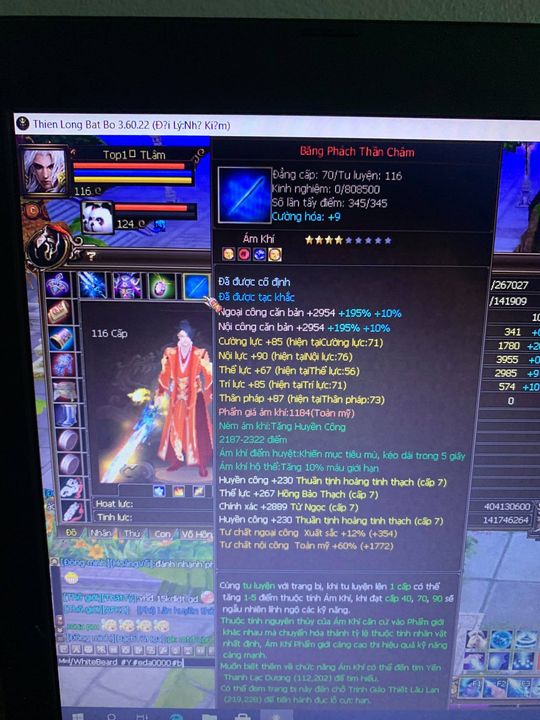 Thien Long Bat Bo 3.60.22 (Đ?i Lý:Nh? Ki?m)
Top1 TLâm
116
124
Băng Phách Thần Châm
Đẳng cấp: 70/Tu luyện: 116
Kinh nghiệm: 0/808500
Số lần tẩy điểm: 345/345
Cường hóa: +9
Ám Khí
Đã được cố định
Đã được tạc khắc
Ngoại công căn bản +2954 +195% +10%
Nội công căn bản +2954 +195% +10%
Cường lực +85 (hiện tạiCường lực:71)
Nội lực +90 (hiện tạiNội lực:76)
Thể lực +67 (hiện tạiThể lực:56)
Trí lực +85 (hiện tạiTrí lực:71)
Thân pháp +87 (hiện tạiThân pháp:73)
Phẩm giá ám khí:1184(Toàn mỹ)
Ném ám khí:Tăng Huyền Công
2187-2322 điểm
Ám khí điểm huyệt:Khiến mục tiêu mù, kéo dài trong 5 giây
Ám khí hộ thể:Tăng 10% máu giới hạn
Huyền công +230 Thuần tịnh hoàng tinh thạch (cấp 7)
Thể lực +267 Hồng Bảo Thạch (cấp 7)
Chính xác +2889 Tử Ngọc (cấp 7)
Huyền công +230 Thuần tịnh hoàng tinh thạch (cấp 7)
Tư chất ngoại công Xuất sắc +12% (+354)
Tư chất nội công Toàn mỹ +60% (+1772)
Cùng tu luyện với trang bị, khi tu luyện lên 1 cấp có thể
tăng 1-5 điểm thuộc tính Ám Khí, khi đạt cấp 40, 70, 90 sẽ
ngẫu nhiên lĩnh ngộ các kỹ năng.
Thuộc tính nguyên thủy của Ám Khí căn cứ vào Phẩm giới
khác nhau mà chuyển hóa thành tỷ lệ thuộc tính nhân vật
nhất định, Ám Khí Phẩm giới càng cao thì hiệu quả kỹ năng
càng mạnh.
Muốn biết thêm về chức năng Ám Khí có thể đến tìm Yến
Thanh Lạc Dương (112,202) để tìm hiểu.
Có thể đem trang bị này đến chỗ Trinh Giáo Thiết Lâu Lan
(219,228) để tiến hành đục lỗ cực hạn.
116 Cấp
Hoạt lực:
Tinh lực:
Đồ Nhân Thú Con Võ Hồn
/267027
/141909
341
1780
3955
2985
574
0
404130600
141746264
Mnl/WhiteBeard #Y#eda0000#b
F1 F2